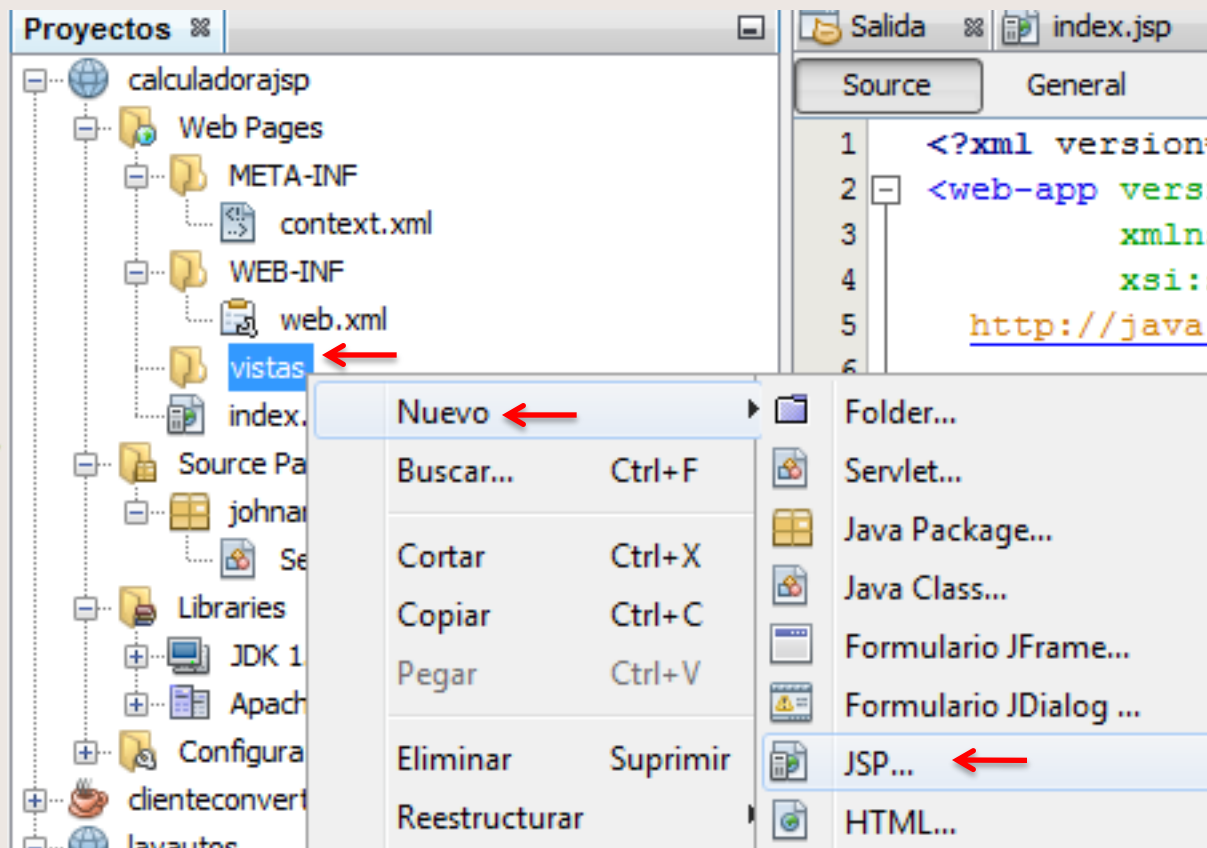 Proyectos
calculadorajsp
Web Pages
META-INF
context.xml
WEB-INF
web.xml
vistas
index.
Source Pa
johnar
Se
Libraries
JDK 1.
Apach
Configura
clienteconvert
lavautos
Salida index.jsp
Source General
1 <?xml version=
2 <web-app vers
3 xmln
4 xsi:
5 http://java
6
Nuevo
Buscar... Ctrl+F
Cortar Ctrl+X
Copiar Ctrl+C
Pegar Ctrl+V
Eliminar Suprimir
Reestructurar
Folder...
Servlet...
Java Package...
Java Class...
Formulario JFrame...
Formulario JDialog ...
JSP...
HTML...